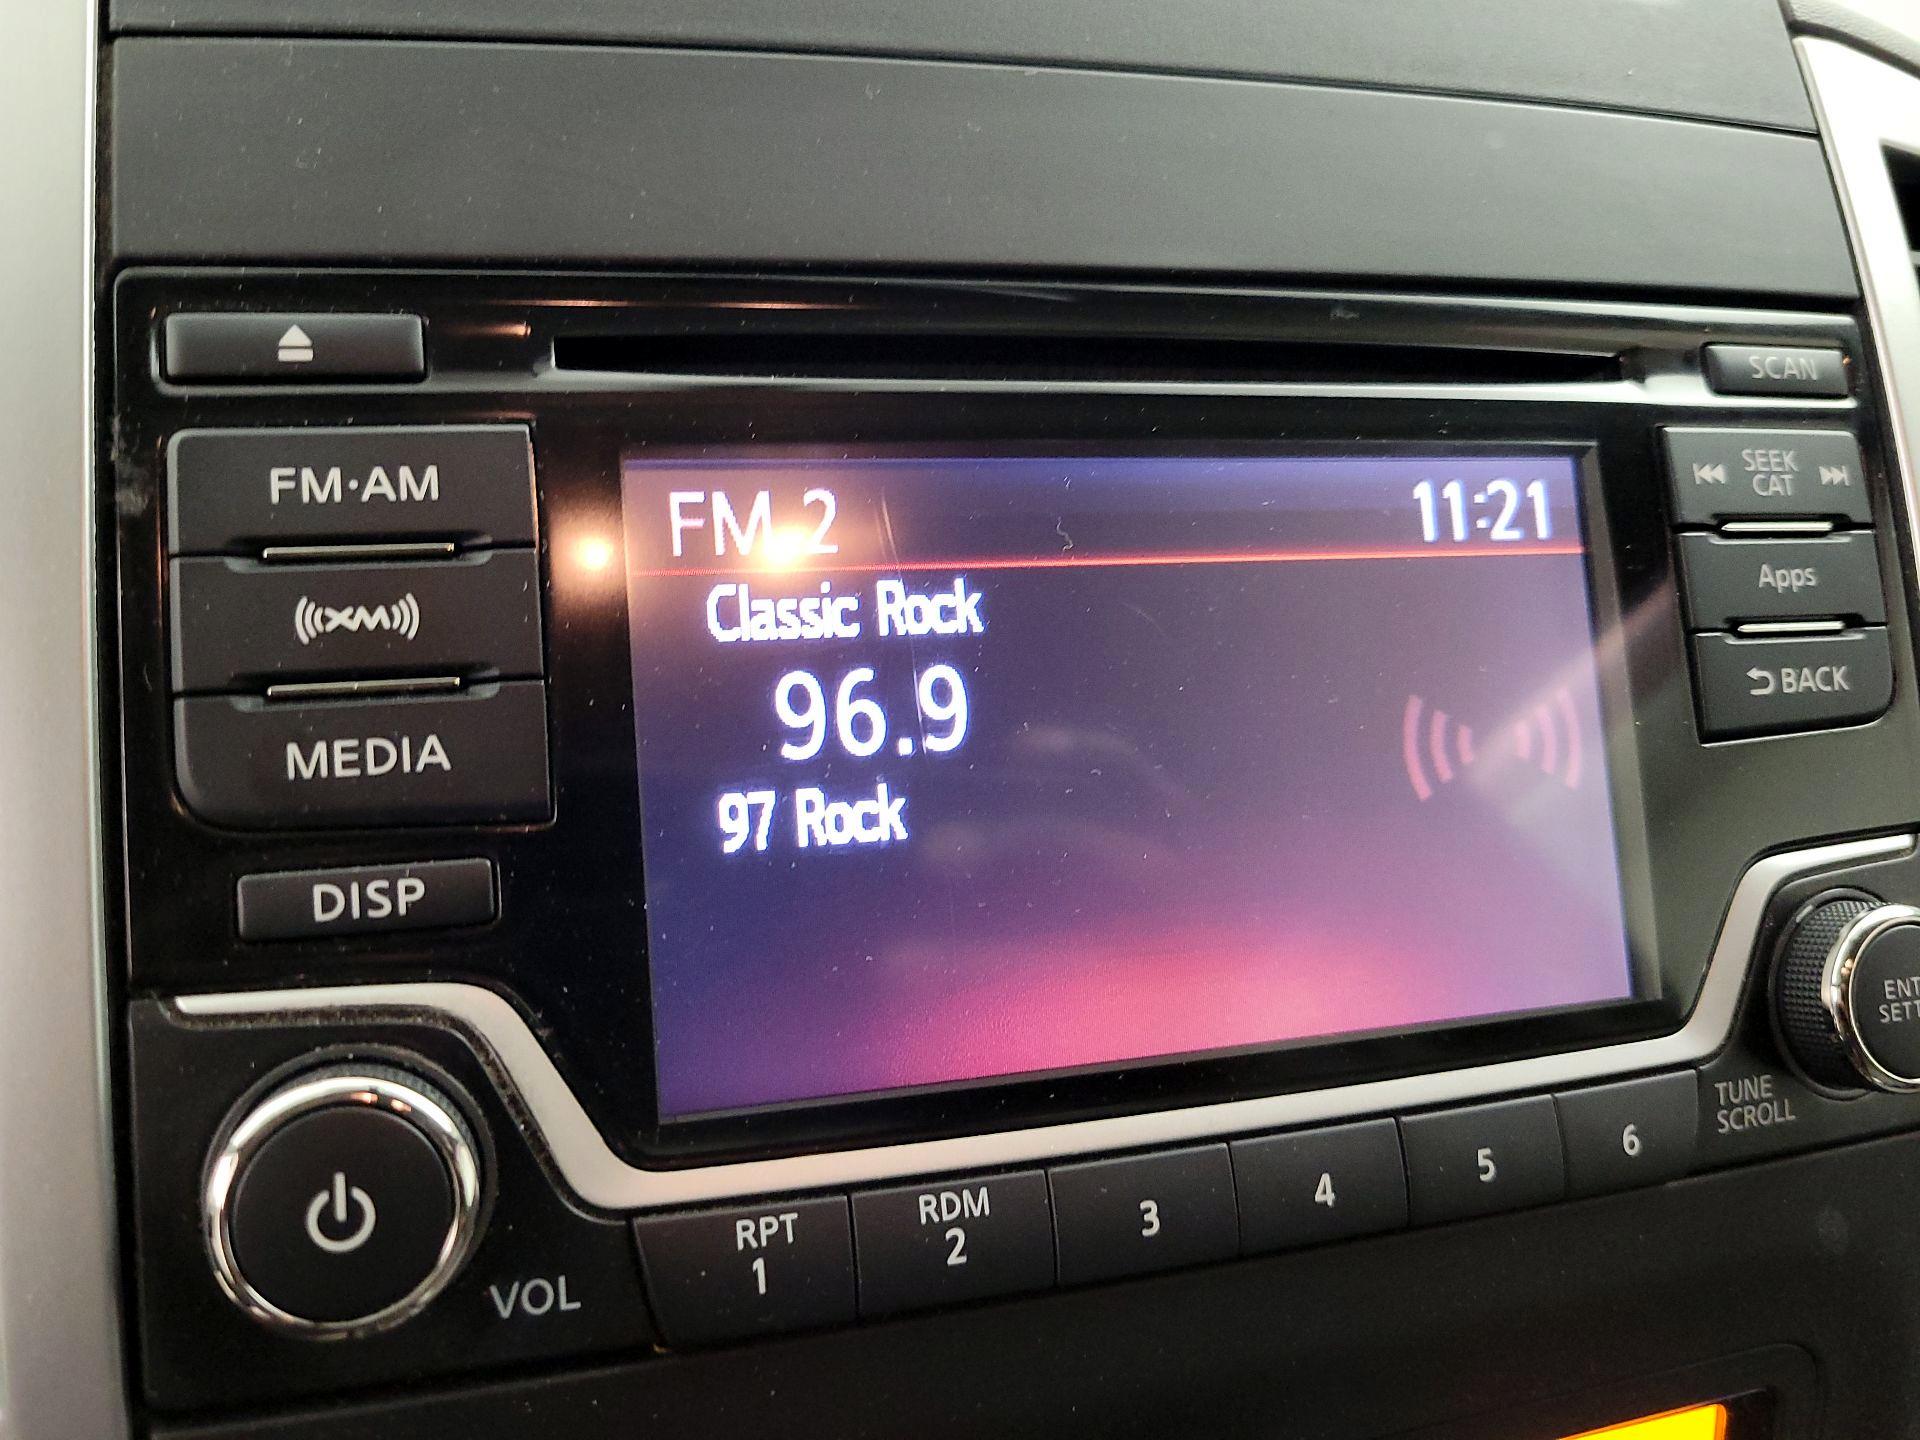 SCAN
FM·AM
SEEK
CAT
FM 2
11:21
Apps
Classic Rock
((XM))
96.9
BACK
MEDIA
97 Rock
DISP
TUNE
SCROLL
VOL
RPT
1
RDM
2
3
4
5
6